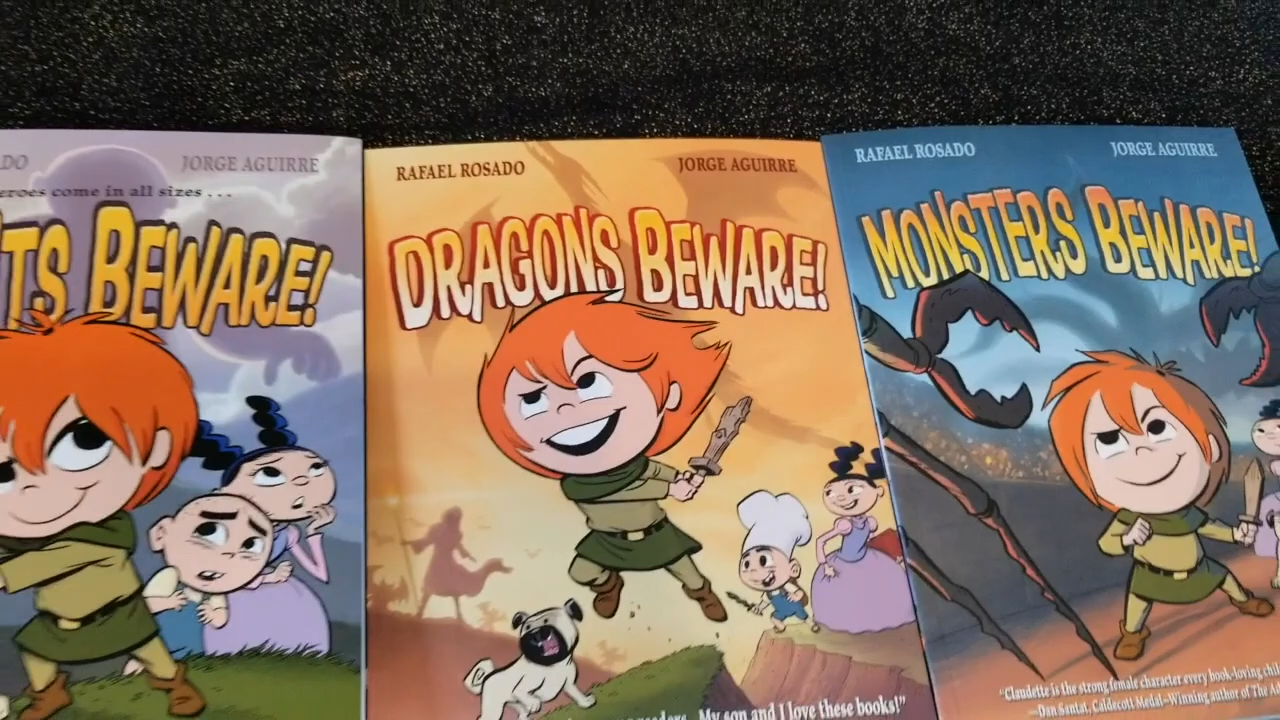 DO JORGE AGUIRRE
eroes come in all sizes . . .
TS BEWARE!
RAFAEL ROSADO JORGE AGUIRRE
DRAGONS BEWARE!
My son and I love these books!"
RAFAEL ROSADO JORGE AGUIRRE
MONSTERS BEWARE!
"Claudette is the strong female character every book-loving chil
—Dan Santat, Caldecott Medal–Winning author of The A